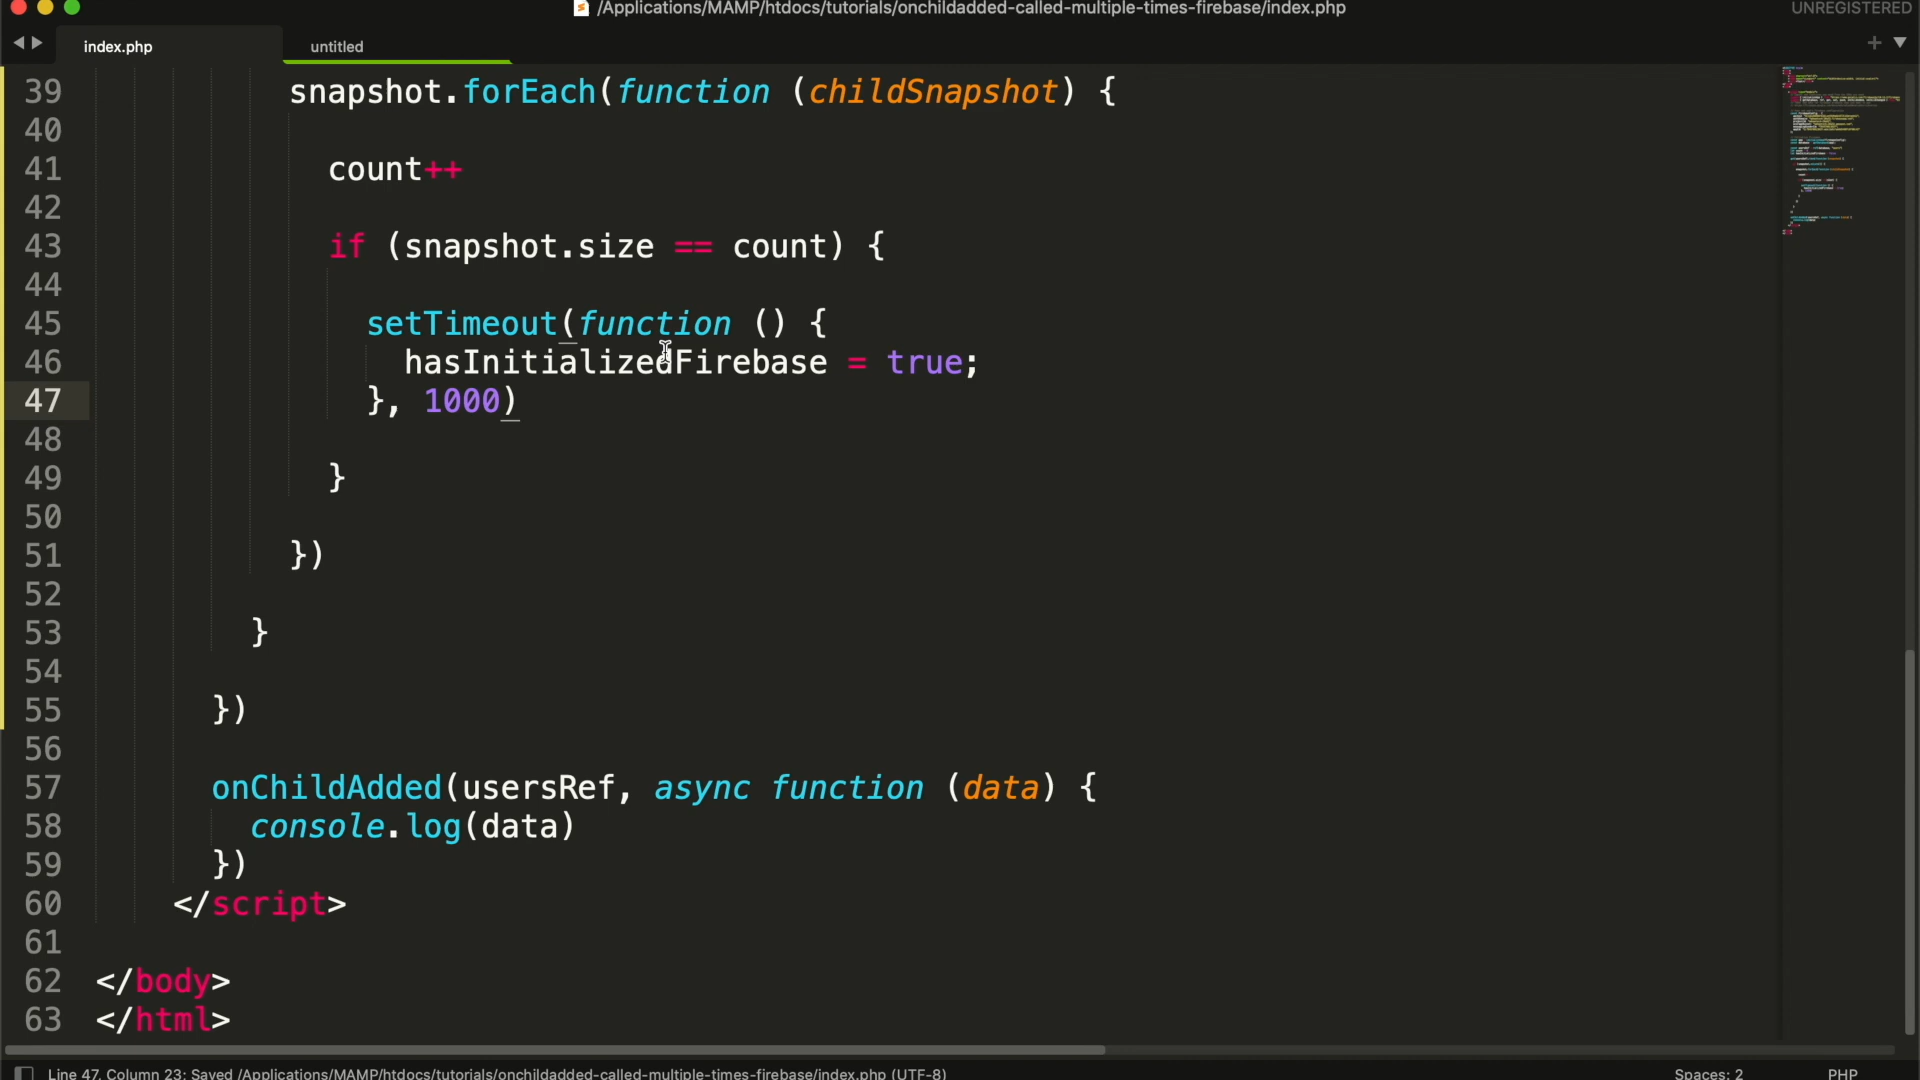 /Applications/MAMP/htdocs/tutorials/onchildadded-called-multiple-times-firebase/index.php
UNREGISTERED
index.php
untitled
39 snapshot.forEach(function (childSnapshot) {
40
41 count++
42
43 if (snapshot.size == count) {
44
45 setTimeout(function () {
46 hasInitializedFirebase = true;
47 }, 1000)
48
49 }
50
51 })
52
53 }
54
55 })
56
57 onChildAdded(usersRef, async function (data) {
58 console.log(data)
59 })
60 </script>
61
62 </body>
63 </html>
Line 47, Column 23; Saved /Applications/MAMP/htdocs/tutorials/onchildadded-called-multiple-times-firebase/index.php (UTF-8)
Spaces: 2
PHP